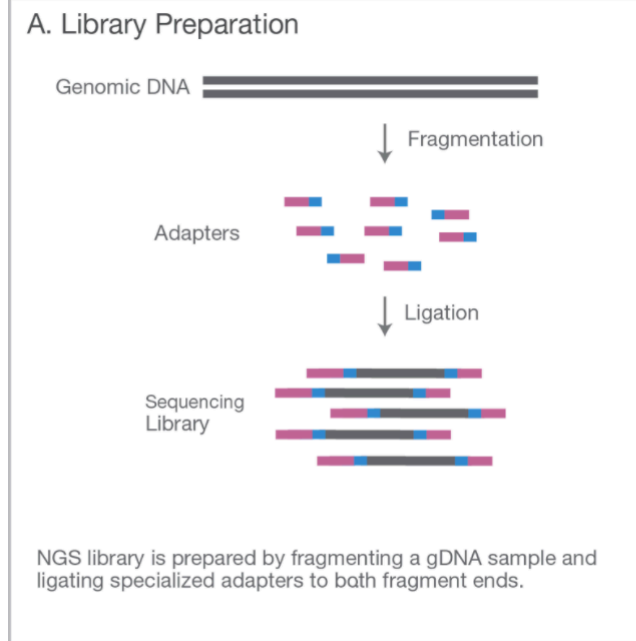 A. Library Preparation
Genomic DNA
Fragmentation
Adapters
Ligation
Sequencing
Library
NGS library is prepared by fragmenting a gDNA sample and
ligating specialized adapters to both fragment ends.